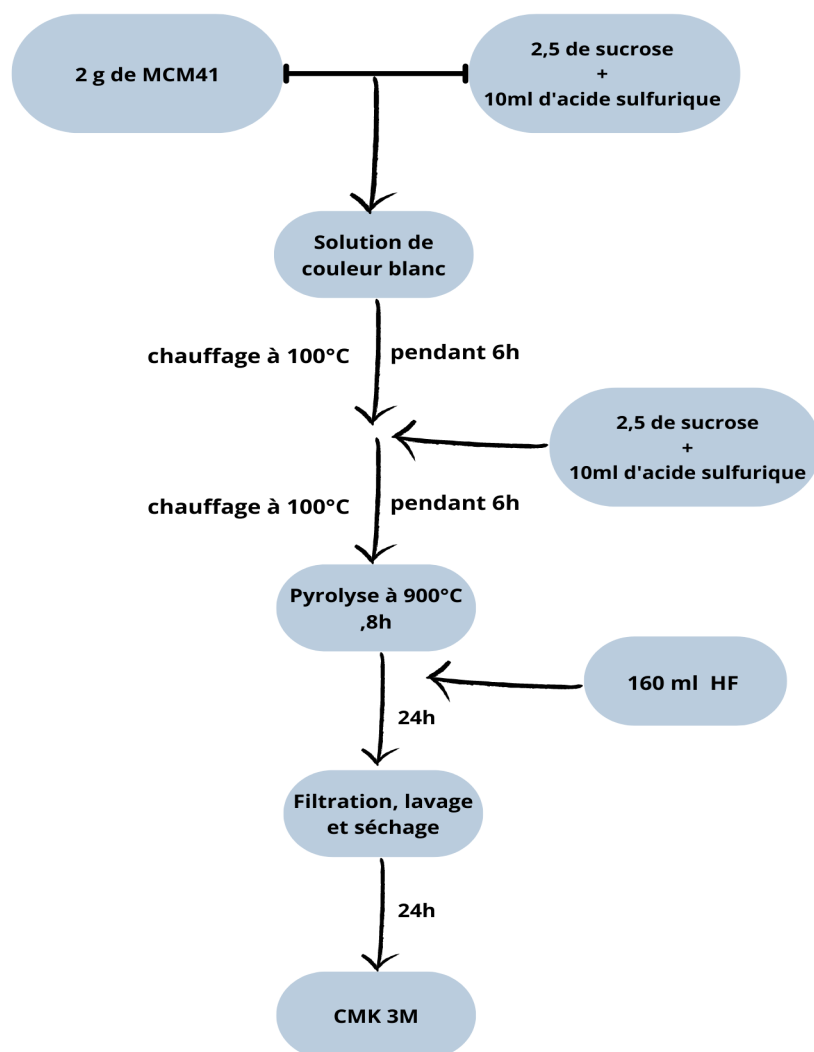 2 g de MCM41
2,5 de sucrose
+
10ml d'acide sulfurique
Solution de
couleur blanc
chauffage à 100°C
pendant 6h
2,5 de sucrose
+
10ml d'acide sulfurique
chauffage à 100°C
pendant 6h
Pyrolyse à 900°C
,8h
160 ml HF
24h
Filtration, lavage
et séchage
24h
CMK 3M